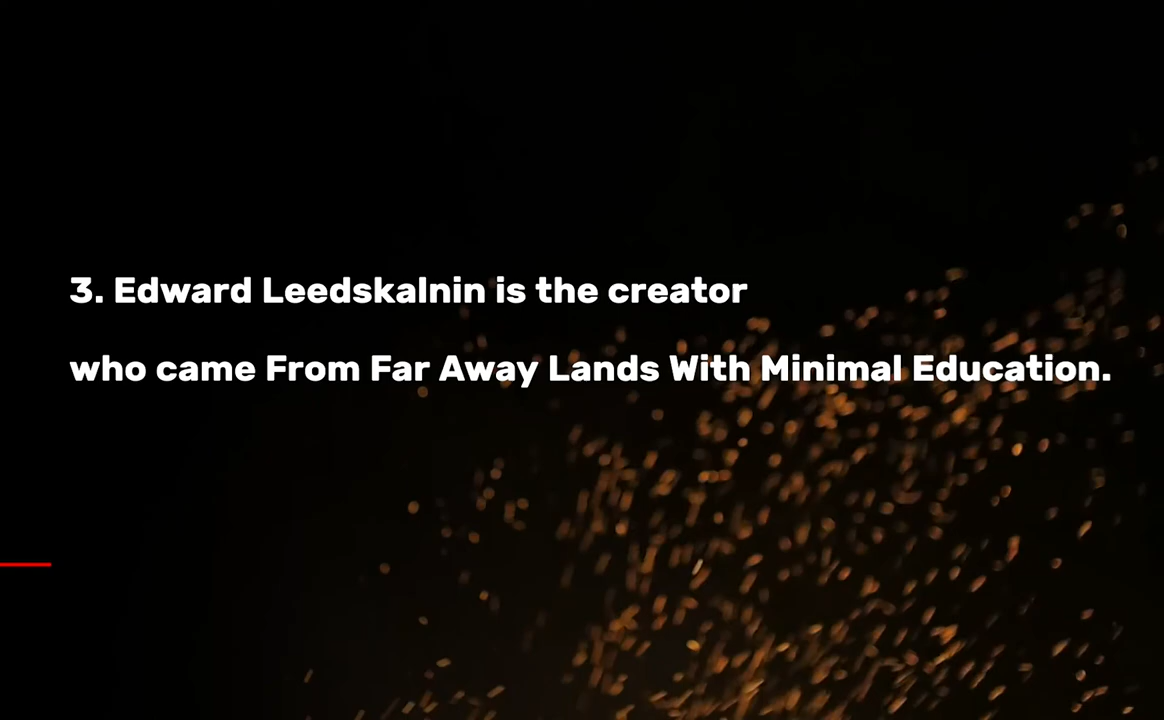 3. Edward Leedskalnin is the creator
who came From Far Away Lands With Minimal Education.